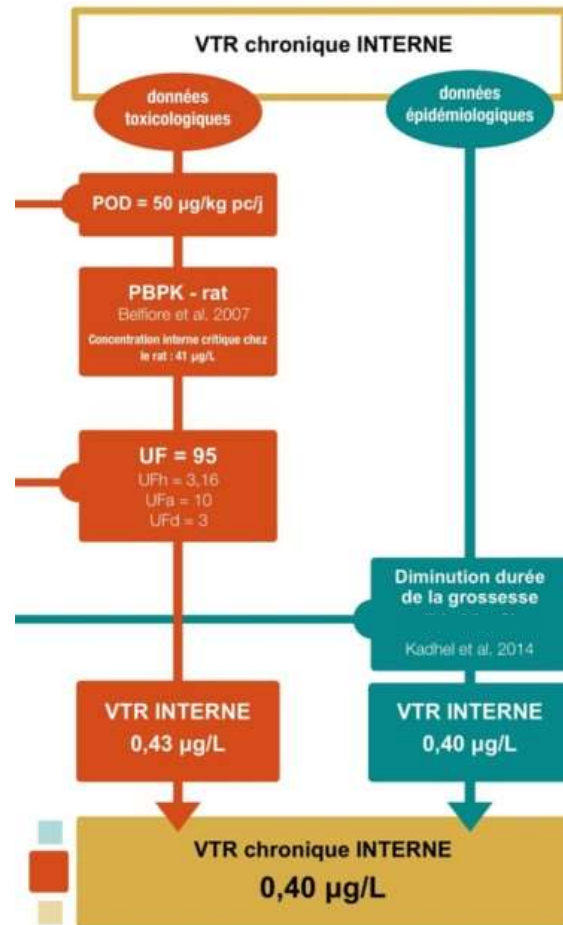 VTR chronique INTERNE
données
toxicologiques
données
épidémiologiques
POD = 50 µg/kg pc/j
PBPK - rat
Belfiore et al. 2007
Concentration interne critique chez
le rat : 41 µg/L
UF = 95
UFh = 3,16
UFa = 10
UFd = 3
Diminution durée
de la grossesse
Kadhel et al. 2014
VTR INTERNE
0,43 µg/L
VTR INTERNE
0,40 µg/L
VTR chronique INTERNE
0,40 µg/L